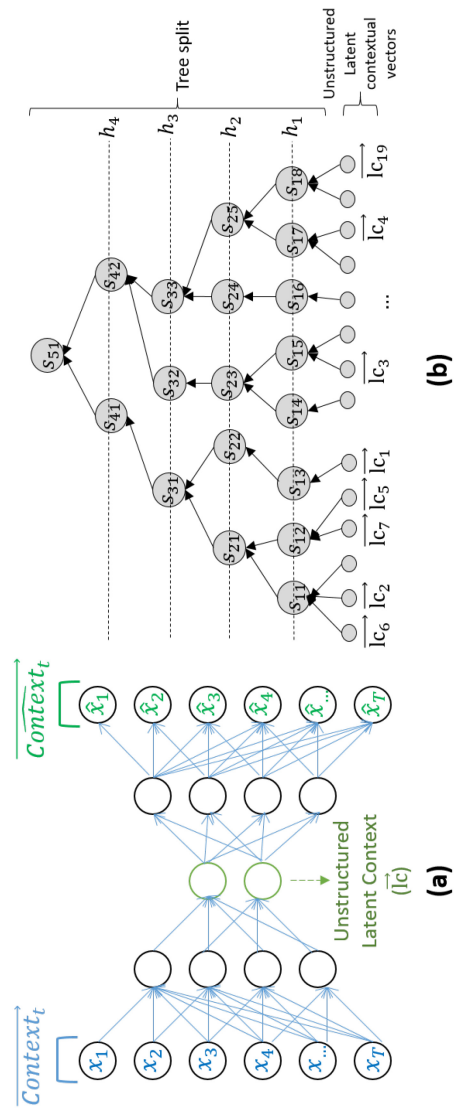 Context_t
x_1
x_2
x_3
x_4
x_...
x_T
Unstructured
Latent Context
(lc)
Context_t
x̂_1
x̂_2
x̂_3
x̂_4
x̂_...
x̂_T
(a)
s_51
s_41 s_42
h_4
s_31 s_32 s_33
h_3
s_21 s_22 s_23 s_24 s_25
h_2
s_11 s_12 s_13 s_14 s_15 s_16 s_17 s_18
h_1
Tree split
lc_6 lc_2 lc_7 lc_5 lc_1 lc_3 ... lc_4 lc_19
Unstructured
Latent
contextual
vectors
(b)